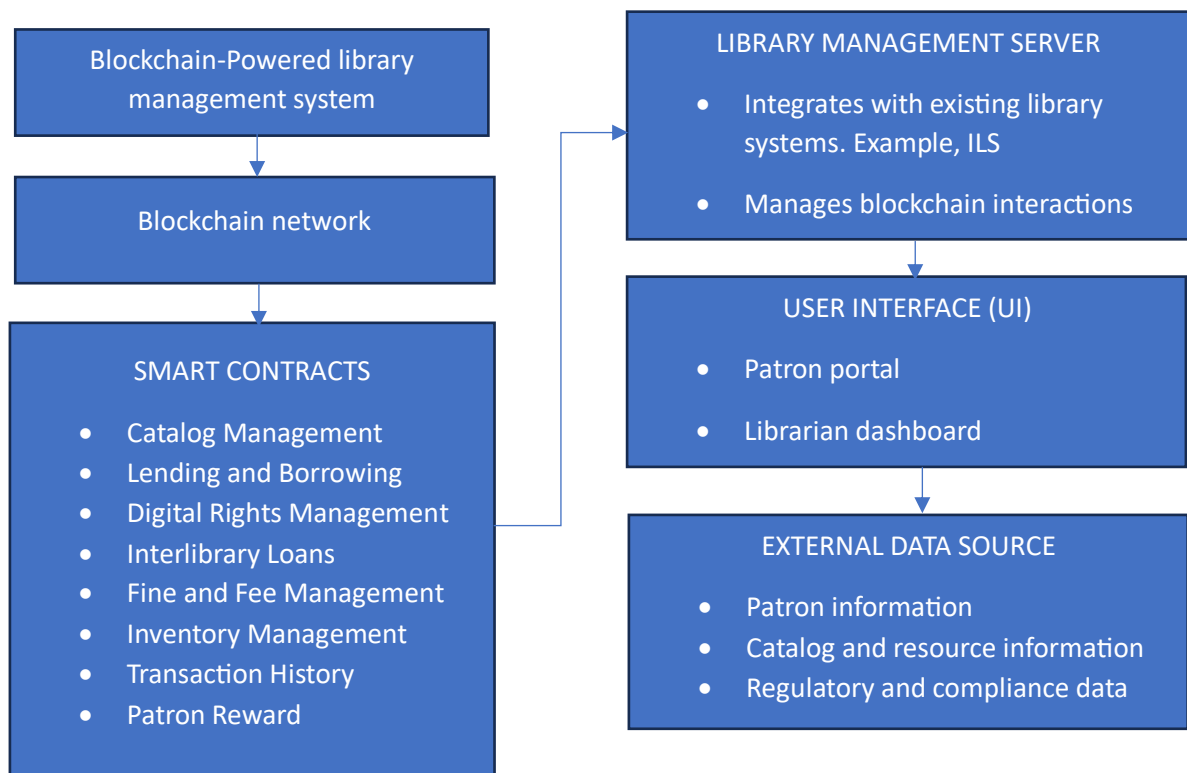 Blockchain-Powered library
management system
Blockchain network
SMART CONTRACTS
• Catalog Management
• Lending and Borrowing
• Digital Rights Management
• Interlibrary Loans
• Fine and Fee Management
• Inventory Management
• Transaction History
• Patron Reward
LIBRARY MANAGEMENT SERVER
• Integrates with existing library
systems. Example, ILS
• Manages blockchain interactions
USER INTERFACE (UI)
• Patron portal
• Librarian dashboard
EXTERNAL DATA SOURCE
• Patron information
• Catalog and resource information
• Regulatory and compliance data